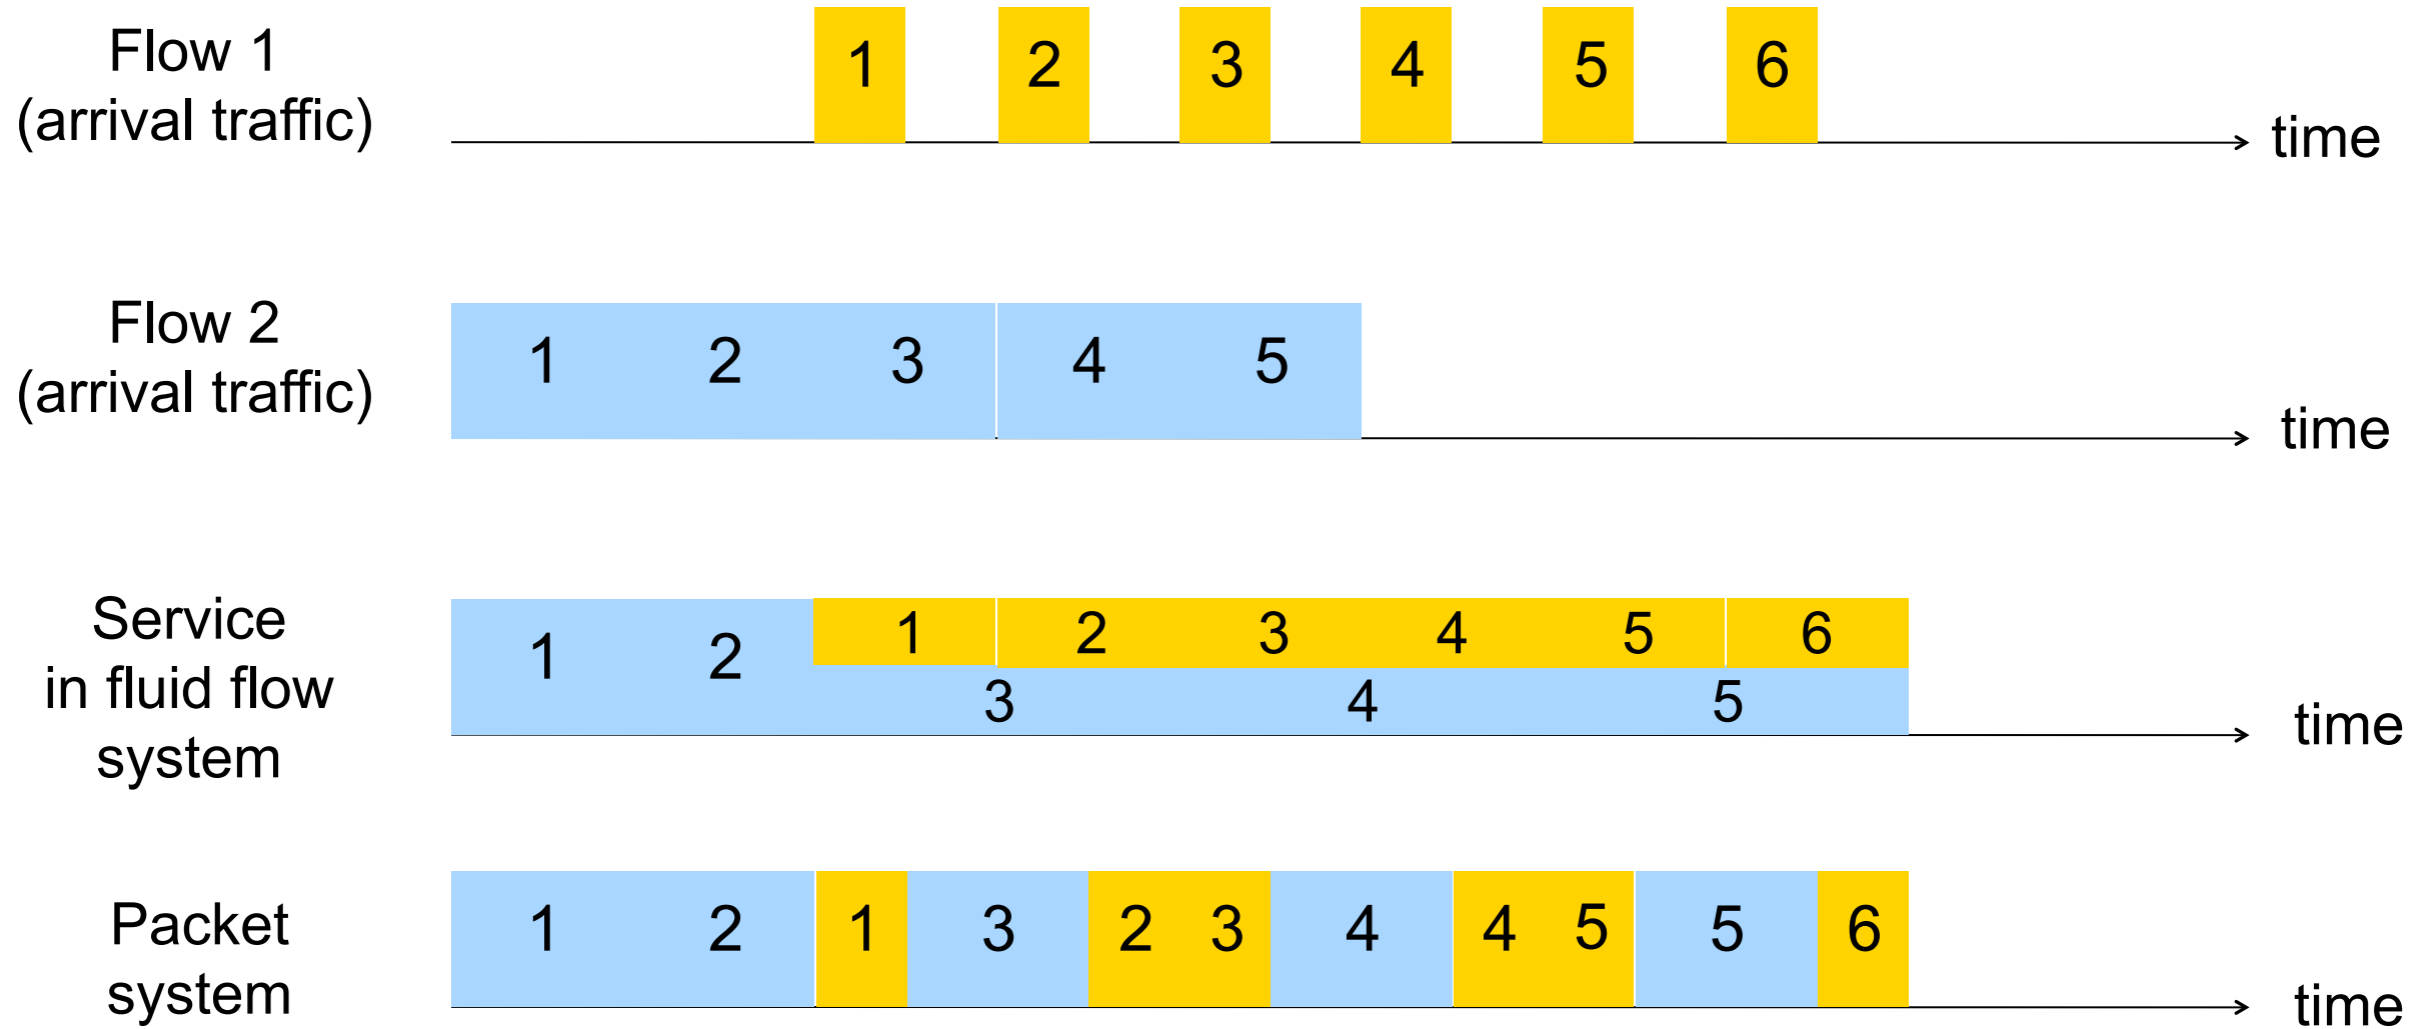 Flow 1
(arrival traffic)
1 2 3 4 5 6
time
Flow 2
(arrival traffic)
1 2 3 4 5
time
Service
in fluid flow
system
1 2
1 2 3 4 5 6
3 4 5
time
Packet
system
1 2 1 3 2 3 4 4 5 5 6
time